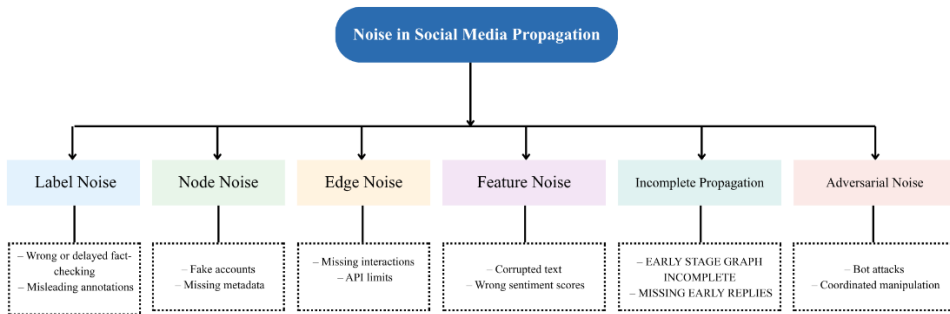 Noise in Social Media Propagation
Label Noise
Node Noise
Edge Noise
Feature Noise
Incomplete Propagation
Adversarial Noise
– Wrong or delayed fact-
checking
– Misleading annotations
– Fake accounts
– Missing metadata
– Missing interactions
– API limits
– Corrupted text
– Wrong sentiment scores
– EARLY STAGE GRAPH
INCOMPLETE
– MISSING EARLY REPLIES
– Bot attacks
– Coordinated manipulation